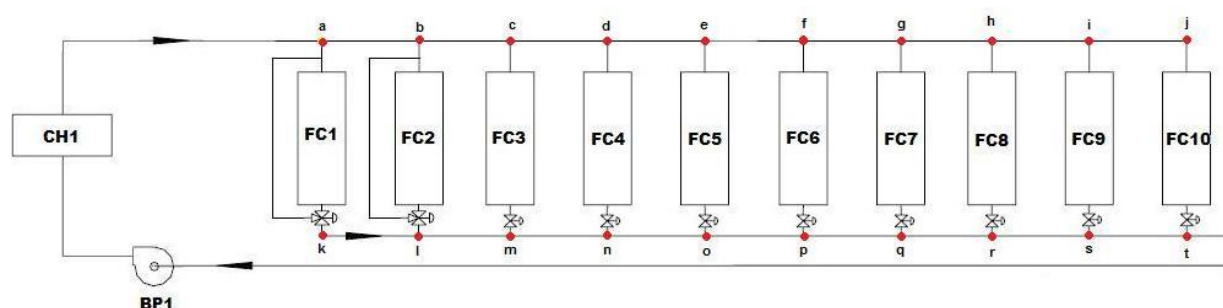 a b c d e f g h i j
CH1 FC1 FC2 FC3 FC4 FC5 FC6 FC7 FC8 FC9 FC10
k l m n o p q r s t
BP1